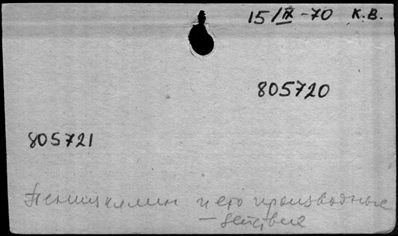 15/IX-70 К.В.
805720
805721
Пенициллин и его производные
— действие